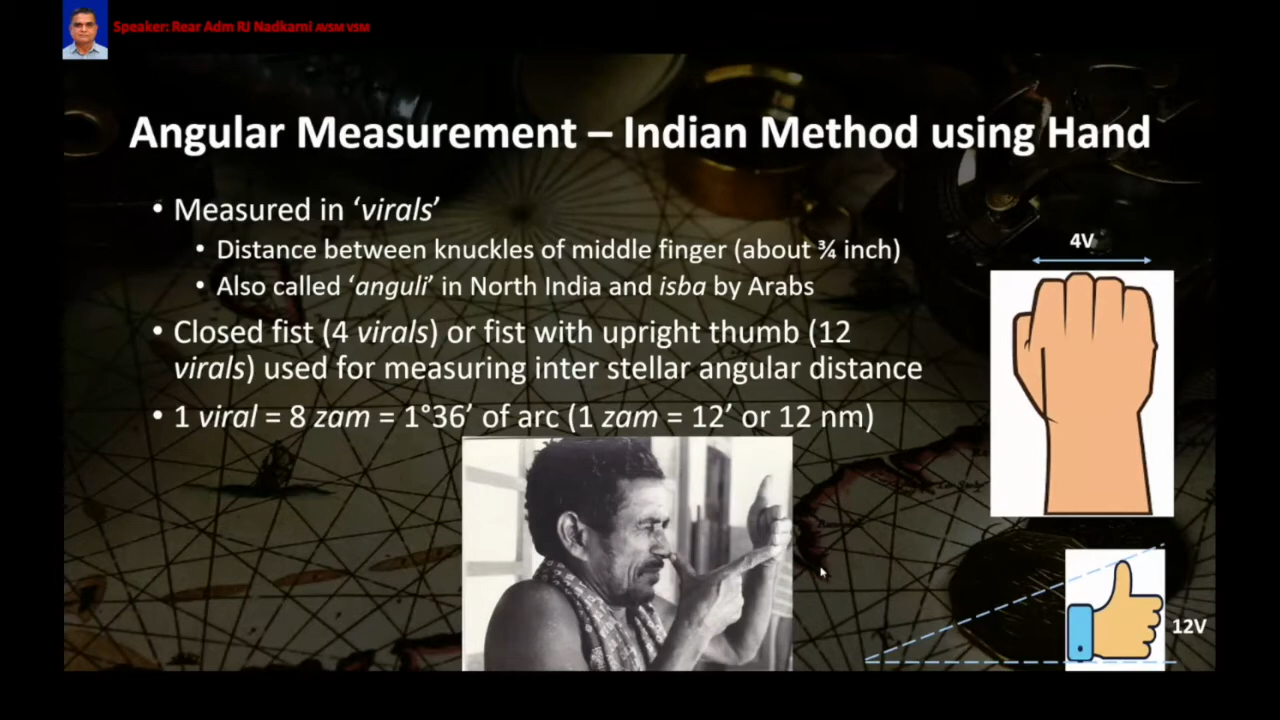 Speaker: Rear Adm RJ Nadkarni AVSM VSM
Angular Measurement – Indian Method using Hand
• Measured in ‘virals’
• Distance between knuckles of middle finger (about ¾ inch)
• Also called ‘anguli’ in North India and isba by Arabs
• Closed fist (4 virals) or fist with upright thumb (12
virals) used for measuring inter stellar angular distance
• 1 viral = 8 zam = 1°36’ of arc (1 zam = 12’ or 12 nm)
4V
12V